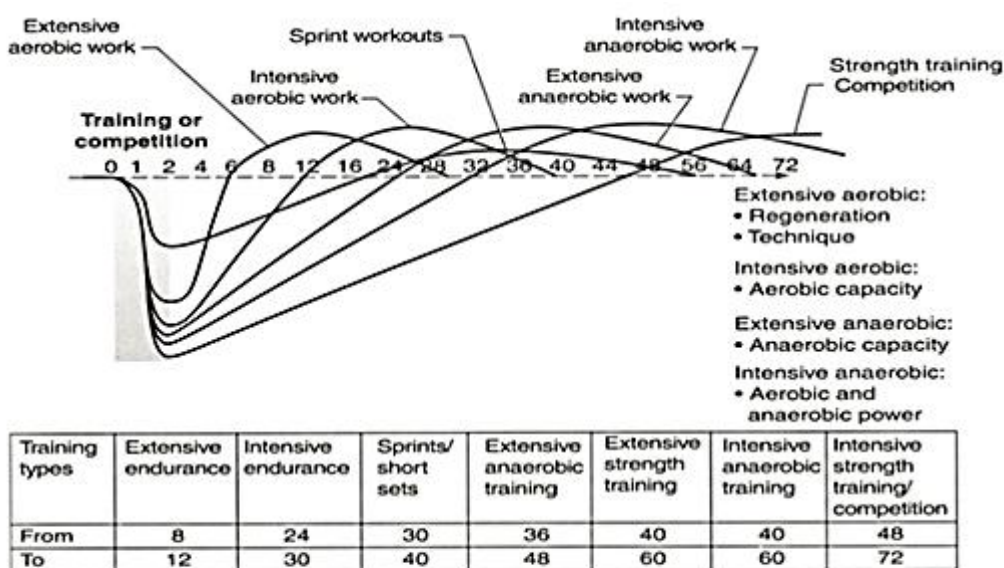 Extensive
aerobic work
Sprint workouts
Intensive
anaerobic work
Intensive
aerobic work
Extensive
anaerobic work
Strength training
Competition
Training or
competition
0 1 2 4 6 8 12 16 24 28 32 36 40 44 48 56 64 72
Extensive aerobic:
• Regeneration
• Technique
Intensive aerobic:
• Aerobic capacity
Extensive anaerobic:
• Anaerobic capacity
Intensive anaerobic:
• Aerobic and
anaerobic power
Training types Extensive endurance Intensive endurance Sprints/ short sets Extensive anaerobic training Extensive strength training Intensive anaerobic training Intensive strength training/ competition
From 8 24 30 36 40 40 48
To 12 30 40 48 60 60 72